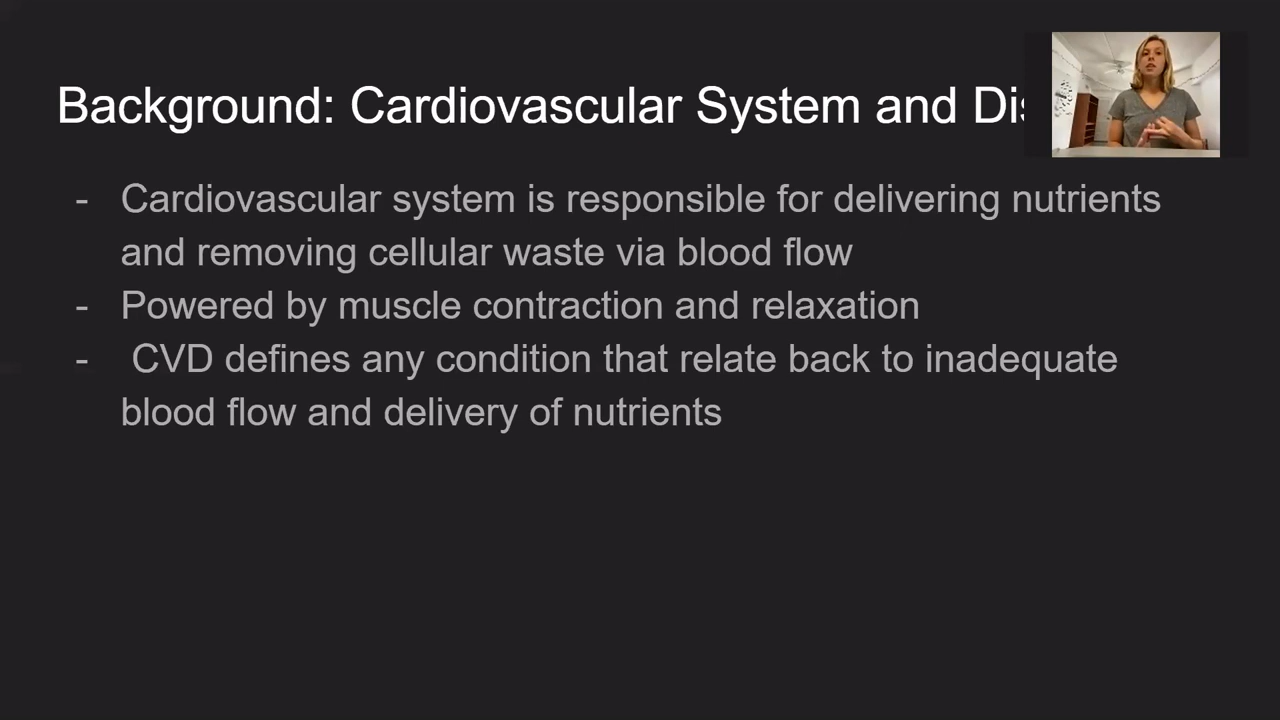 Background: Cardiovascular System and
- Cardiovascular system is responsible for delivering nutrients
and removing cellular waste via blood flow
- Powered by muscle contraction and relaxation
- CVD defines any condition that relate back to inadequate
blood flow and delivery of nutrients